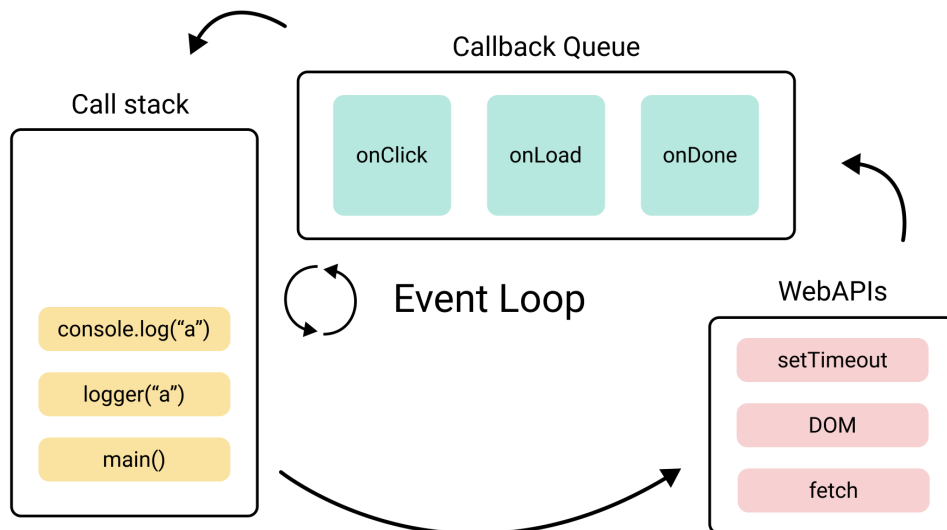 Callback Queue
onClick
onLoad
onDone
Call stack
console.log(“a”)
logger(“a”)
main()
Event Loop
WebAPIs
setTimeout
DOM
fetch